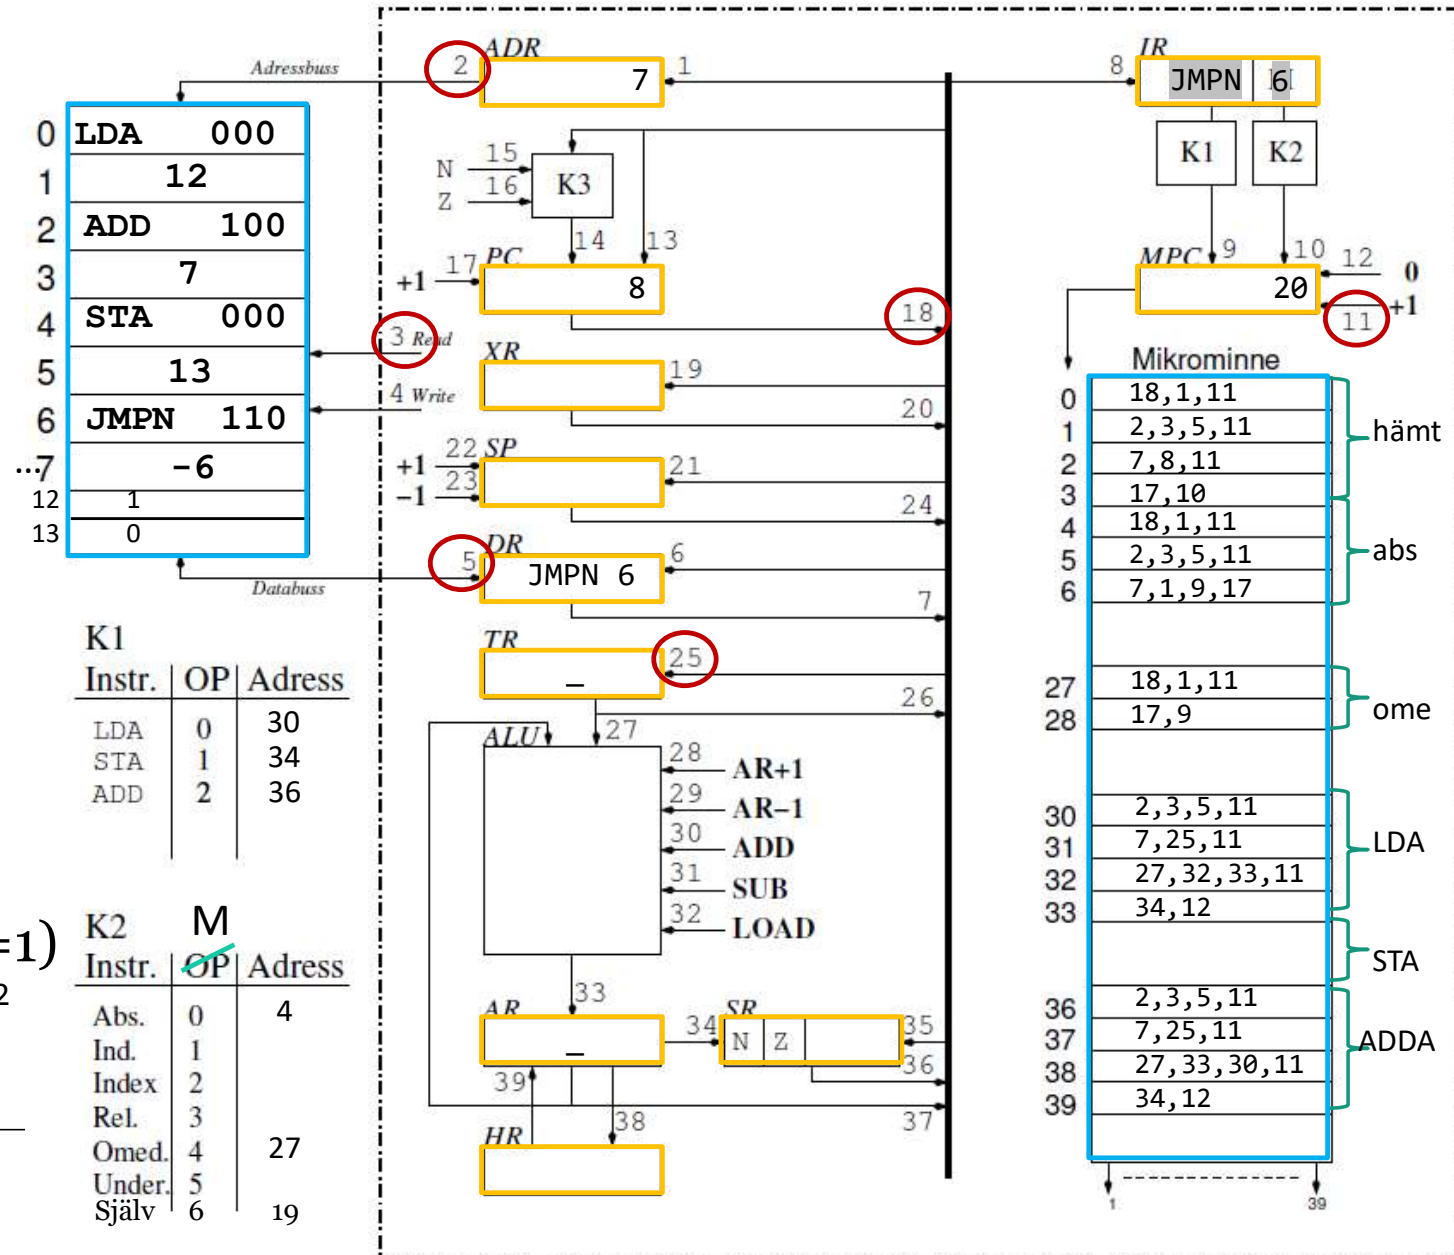 Adressbuss
0 LDA 000
1 12
2 ADD 100
3 7
4 STA 000
5 13
6 JMPN 110
...7 -6
12 1
13 0
Databuss
K1
Instr. OP Adress
LDA 0 30
STA 1 34
ADD 2 36
=1)
2
K2 M
Instr. OP Adress
Abs. 0 4
Ind. 1
Index 2
Rel. 3
Omed. 4 27
Under. 5
Själv 6 19
ADR
2 7 1
N 15
Z 16
K3
14 13
PC
+1 17 8 18
3 Read
4 Write
XR
19
20
SP
+1 22 21
-1 23
24
DR
5 JMPN 6 6
7
TR
– 25
26
27
ALU
28 AR+1
29 AR−1
30 ADD
31 SUB
32 LOAD
33
AR
– 34
SR
N Z 35
36
39 38 37
HR
IR
8 JMPN 6
K1 K2
9 10
MPC
20 12 0
11 +1
Mikrominne
0 18,1,11
1 2,3,5,11
2 7,8,11
3 17,10
hämt
4 18,1,11
5 2,3,5,11
6 7,1,9,17
abs
27 18,1,11
28 17,9
ome
30 2,3,5,11
31 7,25,11
32 27,32,33,11
33 34,12
LDA
STA
36 2,3,5,11
37 7,25,11
38 27,33,30,11
39 34,12
ADDA
1 39